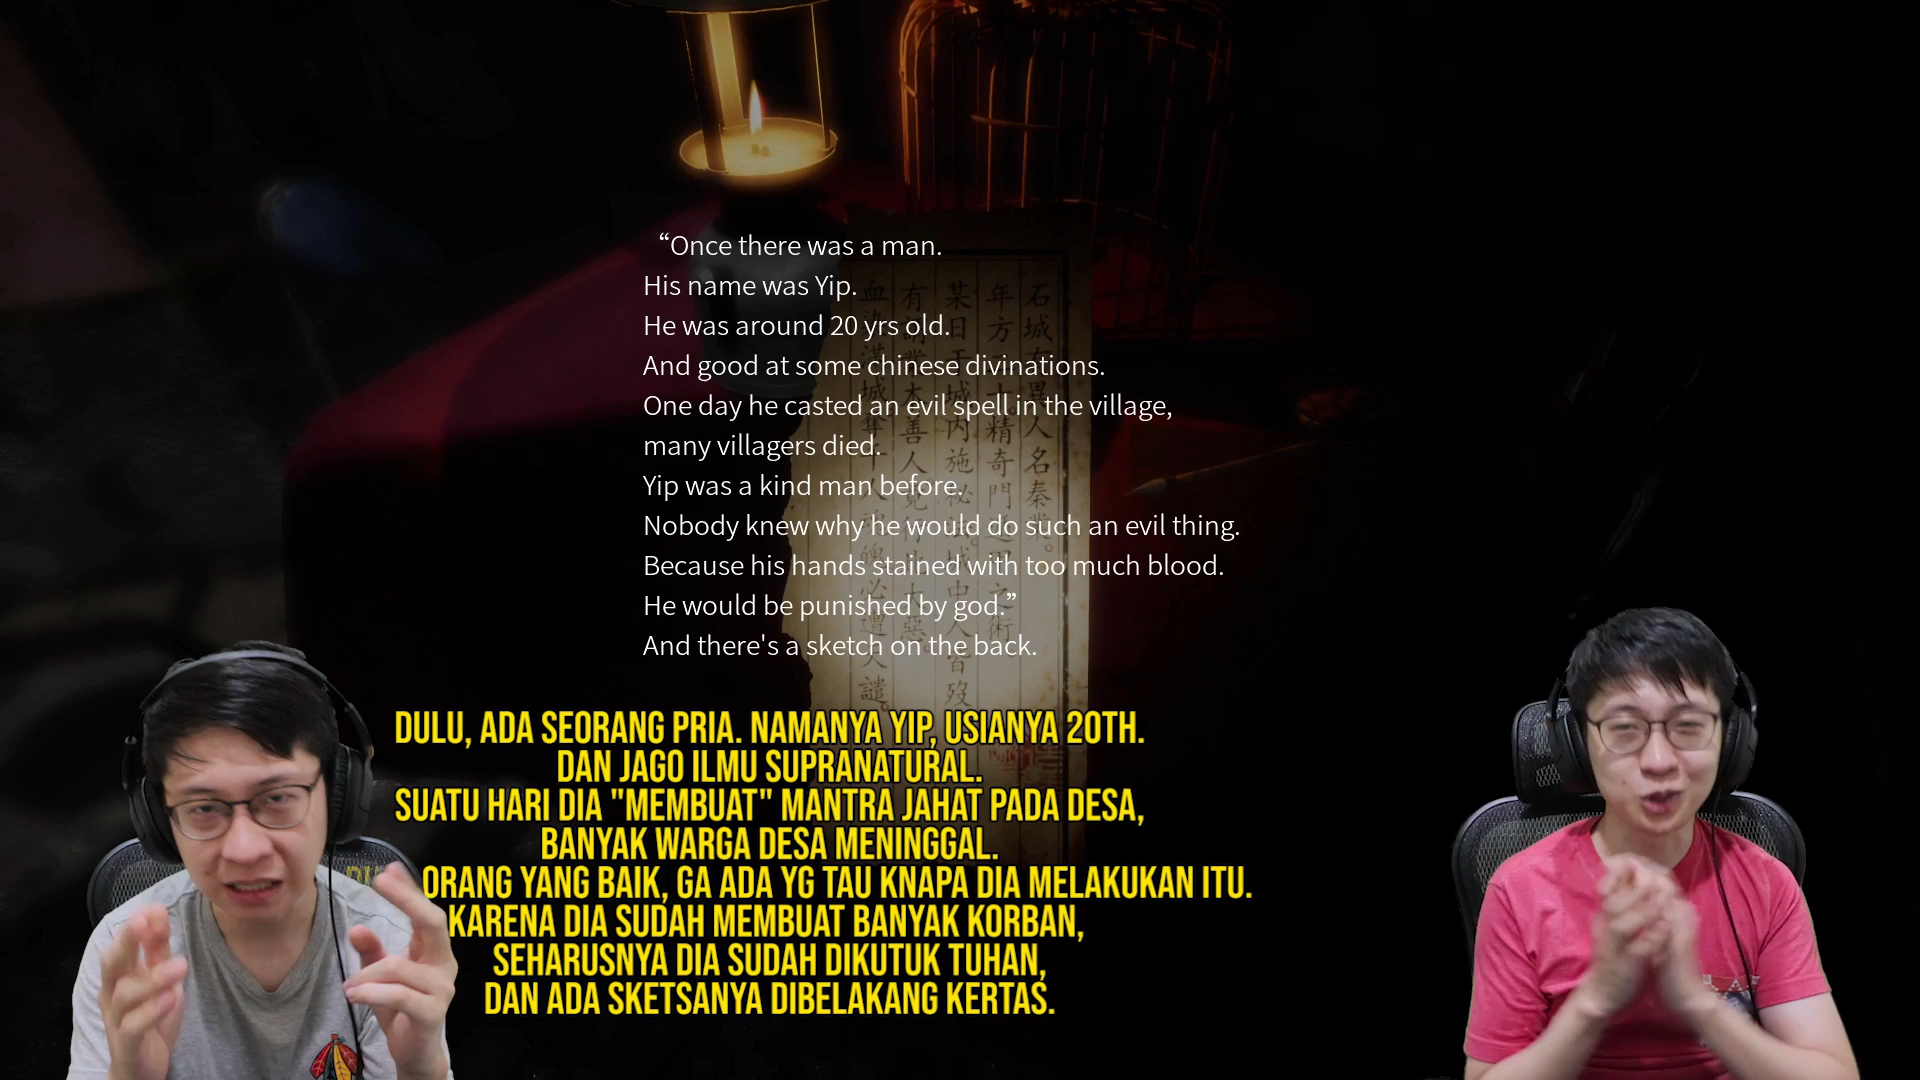 “Once there was a man.
His name was Yip.
He was around 20 yrs old.
And good at some chinese divinations.
One day he casted an evil spell in the village,
many villagers died.
Yip was a kind man before.
Nobody knew why he would do such an evil thing.
Because his hands stained with too much blood.
He would be punished by god.”
And there's a sketch on the back.
DULU, ADA SEORANG PRIA. NAMANYA YIP, USIANYA 20TH.
DAN JAGO ILMU SUPRANATURAL.
SUATU HARI DIA "MEMBUAT" MANTRA JAHAT PADA DESA,
BANYAK WARGA DESA MENINGGAL.
ORANG YANG BAIK, GA ADA YG TAU KNAPA DIA MELAKUKAN ITU.
KARENA DIA SUDAH MEMBUAT BANYAK KORBAN,
SEHARUSNYA DIA SUDAH DIKUTUK TUHAN,
DAN ADA SKETSANYA DIBELAKANG KERTAS.